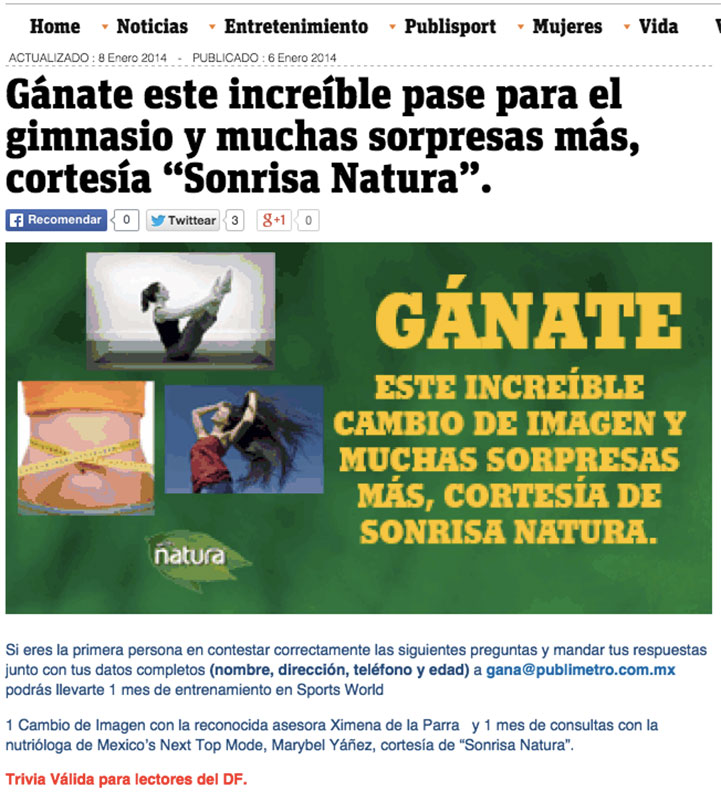 Home Noticias Entretenimiento Publisport Mujeres Vida
ACTUALIZADO : 8 Enero 2014 - PUBLICADO : 6 Enero 2014
Gánate este increíble pase para el
gimnasio y muchas sorpresas más,
cortesía “Sonrisa Natura”.
Recomendar 0 Twittear 3 g+1 0
GÁNATE
ESTE INCREÍBLE
CAMBIO DE IMAGEN Y
MUCHAS SORPRESAS
MÁS, CORTESÍA DE
SONRISA NATURA.
natura
Si eres la primera persona en contestar correctamente las siguientes preguntas y mandar tus respuestas
junto con tus datos completos (nombre, dirección, teléfono y edad) a gana@publimetro.com.mx
podrás llevarte 1 mes de entrenamiento en Sports World
1 Cambio de Imagen con la reconocida asesora Ximena de la Parra y 1 mes de consultas con la
nutrióloga de Mexico’s Next Top Mode, Marybel Yáñez, cortesía de “Sonrisa Natura”.
Trivia Válida para lectores del DF.